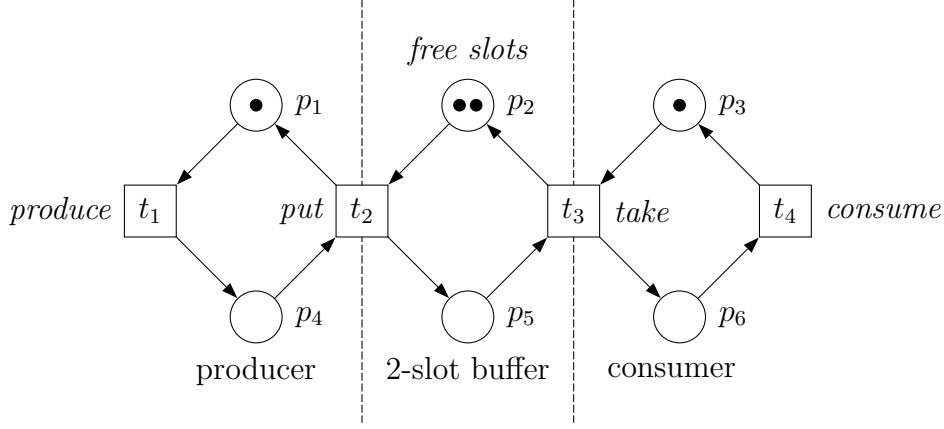 free slots
p1 p2 p3
produce t1 put t2 t3 take t4 consume
p4 p5 p6
producer 2-slot buffer consumer